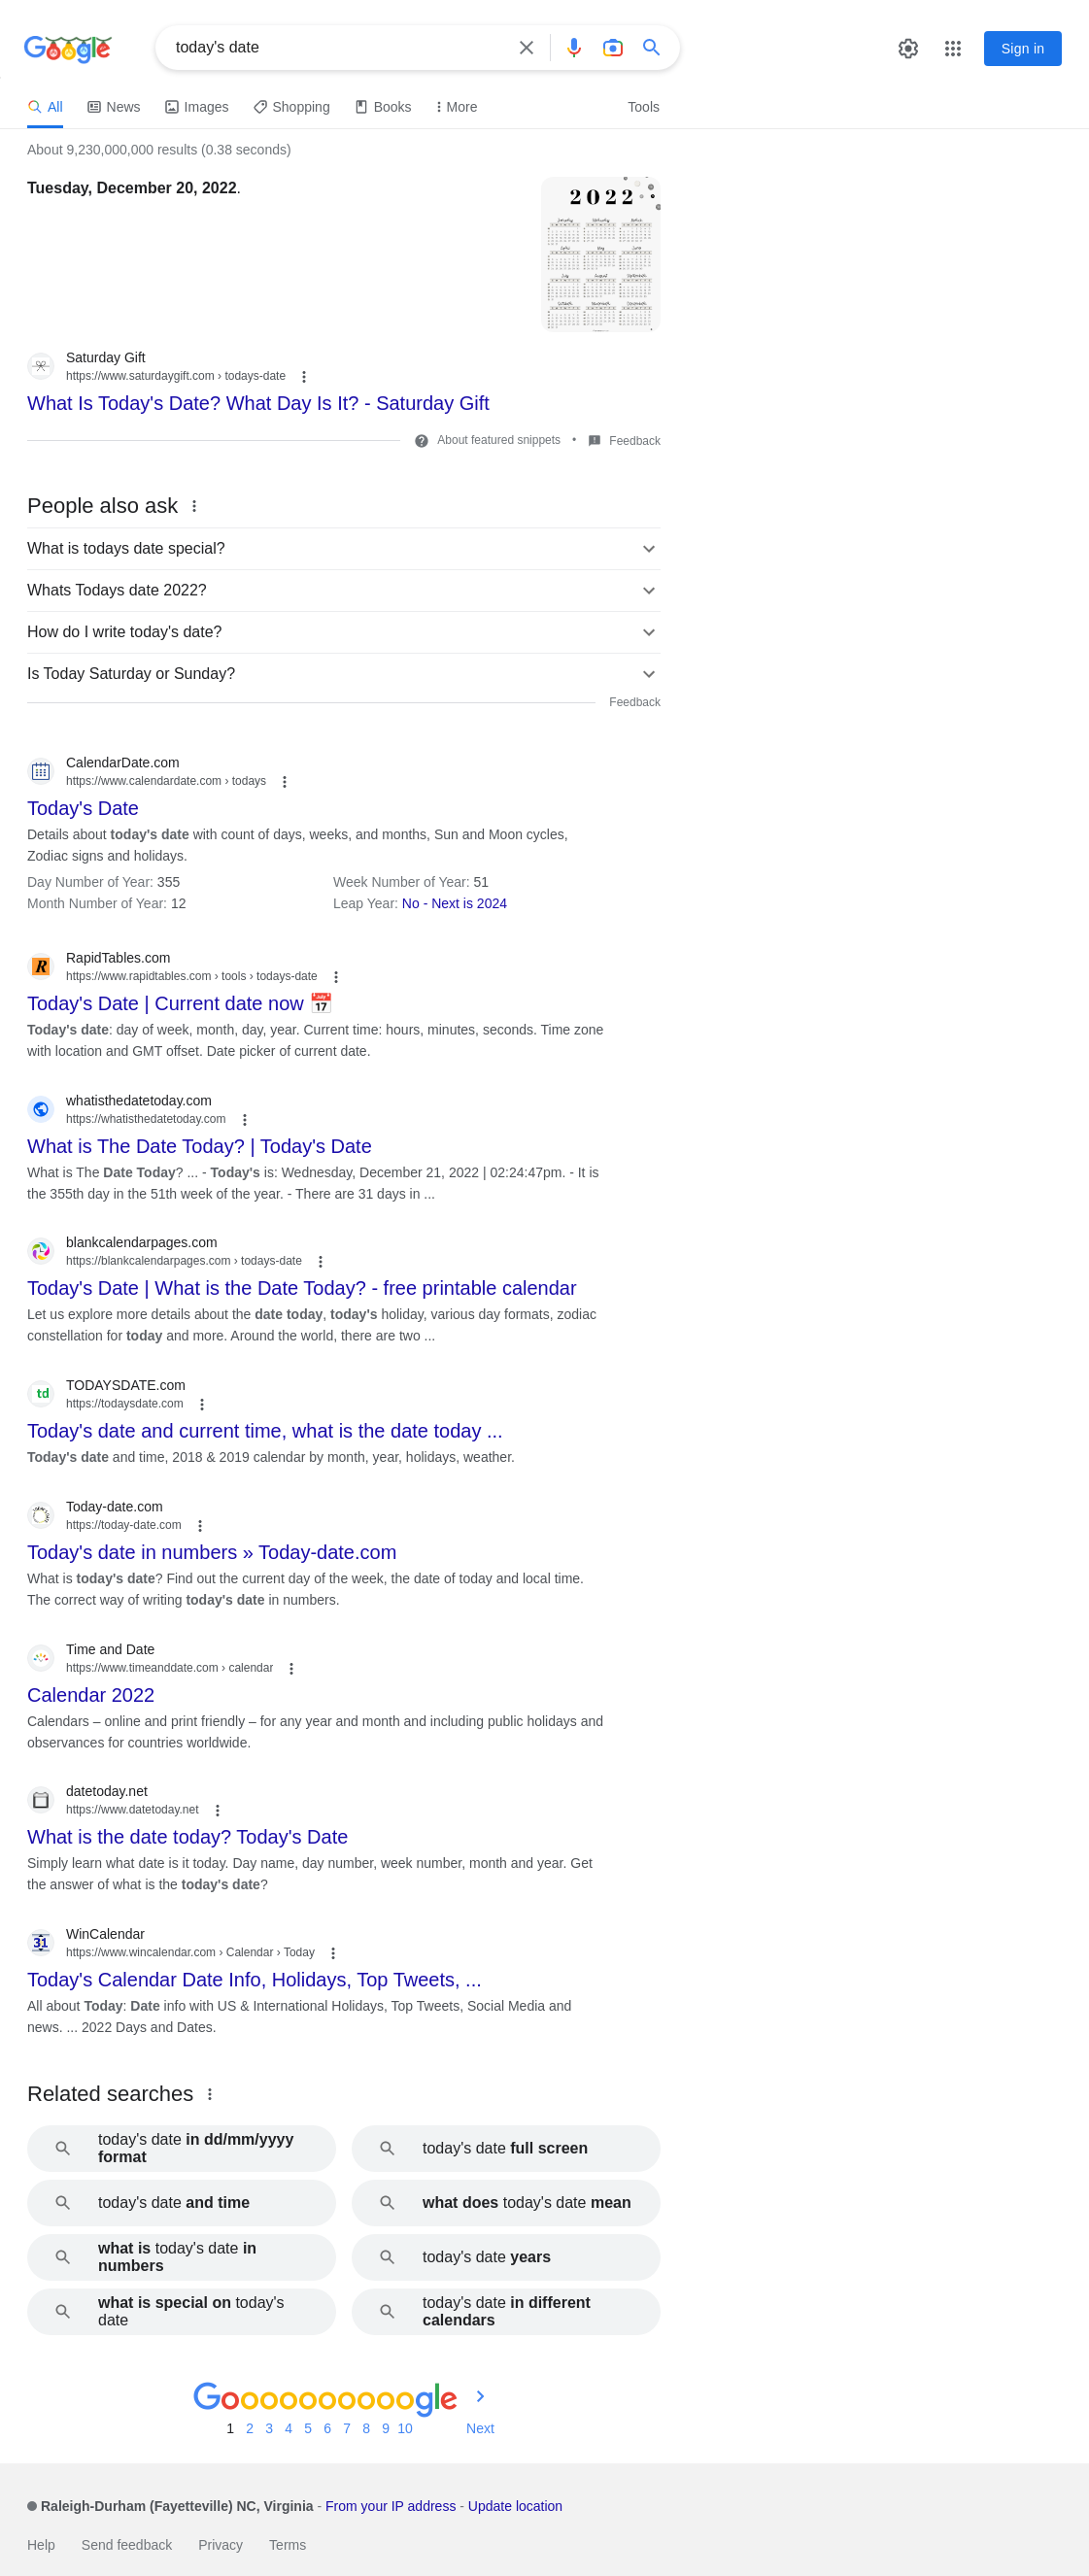 Google
today's date
Sign in
All
News
Images
Shopping
Books
More
Tools
About 9,230,000,000 results (0.38 seconds)
Tuesday, December 20, 2022.
2022
Saturday Gift
https://www.saturdaygift.com › todays-date
What Is Today's Date? What Day Is It? - Saturday Gift
About featured snippets • Feedback
People also ask
What is todays date special?
Whats Todays date 2022?
How do I write today's date?
Is Today Saturday or Sunday?
Feedback
CalendarDate.com
https://www.calendardate.com › todays
Today's Date
Details about today's date with count of days, weeks, and months, Sun and Moon cycles,
Zodiac signs and holidays.
Day Number of Year: 355 Week Number of Year: 51
Month Number of Year: 12 Leap Year: No - Next is 2024
R
RapidTables.com
https://www.rapidtables.com › tools › todays-date
Today's Date | Current date now 📅
Today's date: day of week, month, day, year. Current time: hours, minutes, seconds. Time zone
with location and GMT offset. Date picker of current date.
whatisthedatetoday.com
https://whatisthedatetoday.com
What is The Date Today? | Today's Date
What is The Date Today? ... - Today's is: Wednesday, December 21, 2022 | 02:24:47pm. - It is
the 355th day in the 51th week of the year. - There are 31 days in ...
blankcalendarpages.com
https://blankcalendarpages.com › todays-date
Today's Date | What is the Date Today? - free printable calendar
Let us explore more details about the date today, today's holiday, various day formats, zodiac
constellation for today and more. Around the world, there are two ...
td
TODAYSDATE.com
https://todaysdate.com
Today's date and current time, what is the date today ...
Today's date and time, 2018 & 2019 calendar by month, year, holidays, weather.
Today-date.com
https://today-date.com
Today's date in numbers » Today-date.com
What is today's date? Find out the current day of the week, the date of today and local time.
The correct way of writing today's date in numbers.
Time and Date
https://www.timeanddate.com › calendar
Calendar 2022
Calendars – online and print friendly – for any year and month and including public holidays and
observances for countries worldwide.
datetoday.net
https://www.datetoday.net
What is the date today? Today's Date
Simply learn what date is it today. Day name, day number, week number, month and year. Get
the answer of what is the today's date?
31
WinCalendar
https://www.wincalendar.com › Calendar › Today
Today's Calendar Date Info, Holidays, Top Tweets, ...
All about Today: Date info with US & International Holidays, Top Tweets, Social Media and
news. ... 2022 Days and Dates.
Related searches
today's date in dd/mm/yyyy
format
today's date full screen
today's date and time
what does today's date mean
what is today's date in
numbers
today's date years
what is special on today's
date
today's date in different
calendars
Goooooooooogle
1 2 3 4 5 6 7 8 9 10 Next
Raleigh-Durham (Fayetteville) NC, Virginia - From your IP address - Update location
Help Send feedback Privacy Terms